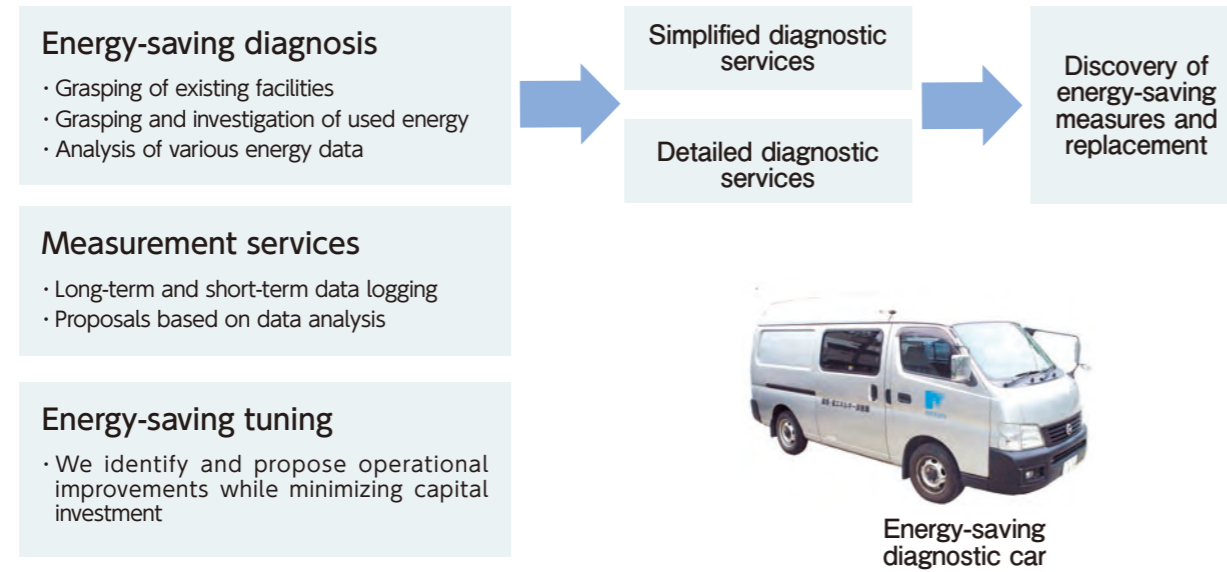 Energy-saving diagnosis
・Grasping of existing facilities
・Grasping and investigation of used energy
・Analysis of various energy data
Simplified diagnostic
services
Detailed diagnostic
services
Discovery of
energy-saving
measures and
replacement
Measurement services
・Long-term and short-term data logging
・Proposals based on data analysis
Energy-saving tuning
・We identify and propose operational
improvements while minimizing capital
investment
Energy-saving
diagnostic car